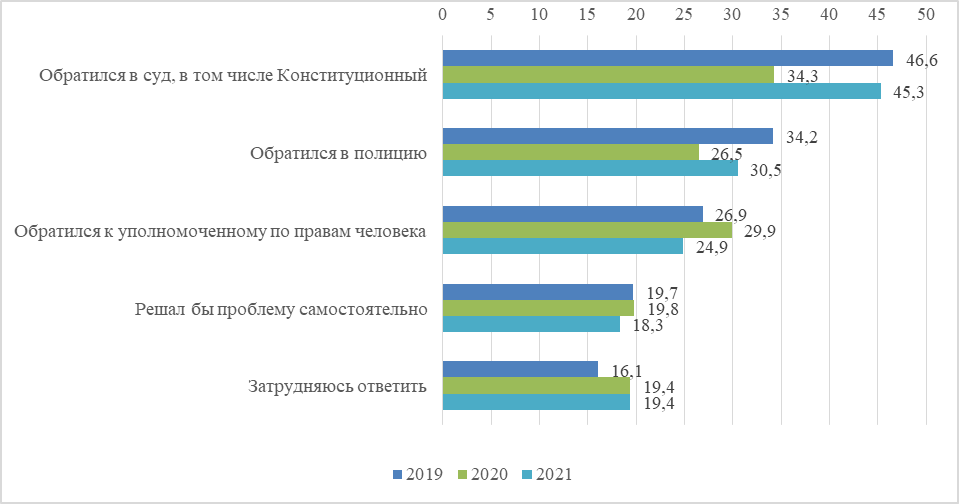 0 5 10 15 20 25 30 35 40 45 50
Обратился в суд, в том числе Конституционный
46,6
34,3
45,3
Обратился в полицию
34,2
26,5
30,5
Обратился к уполномоченному по правам человека
26,9
29,9
24,9
Решал бы проблему самостоятельно
19,7
19,8
18,3
Затрудняюсь ответить
16,1
19,4
19,4
2019 2020 2021